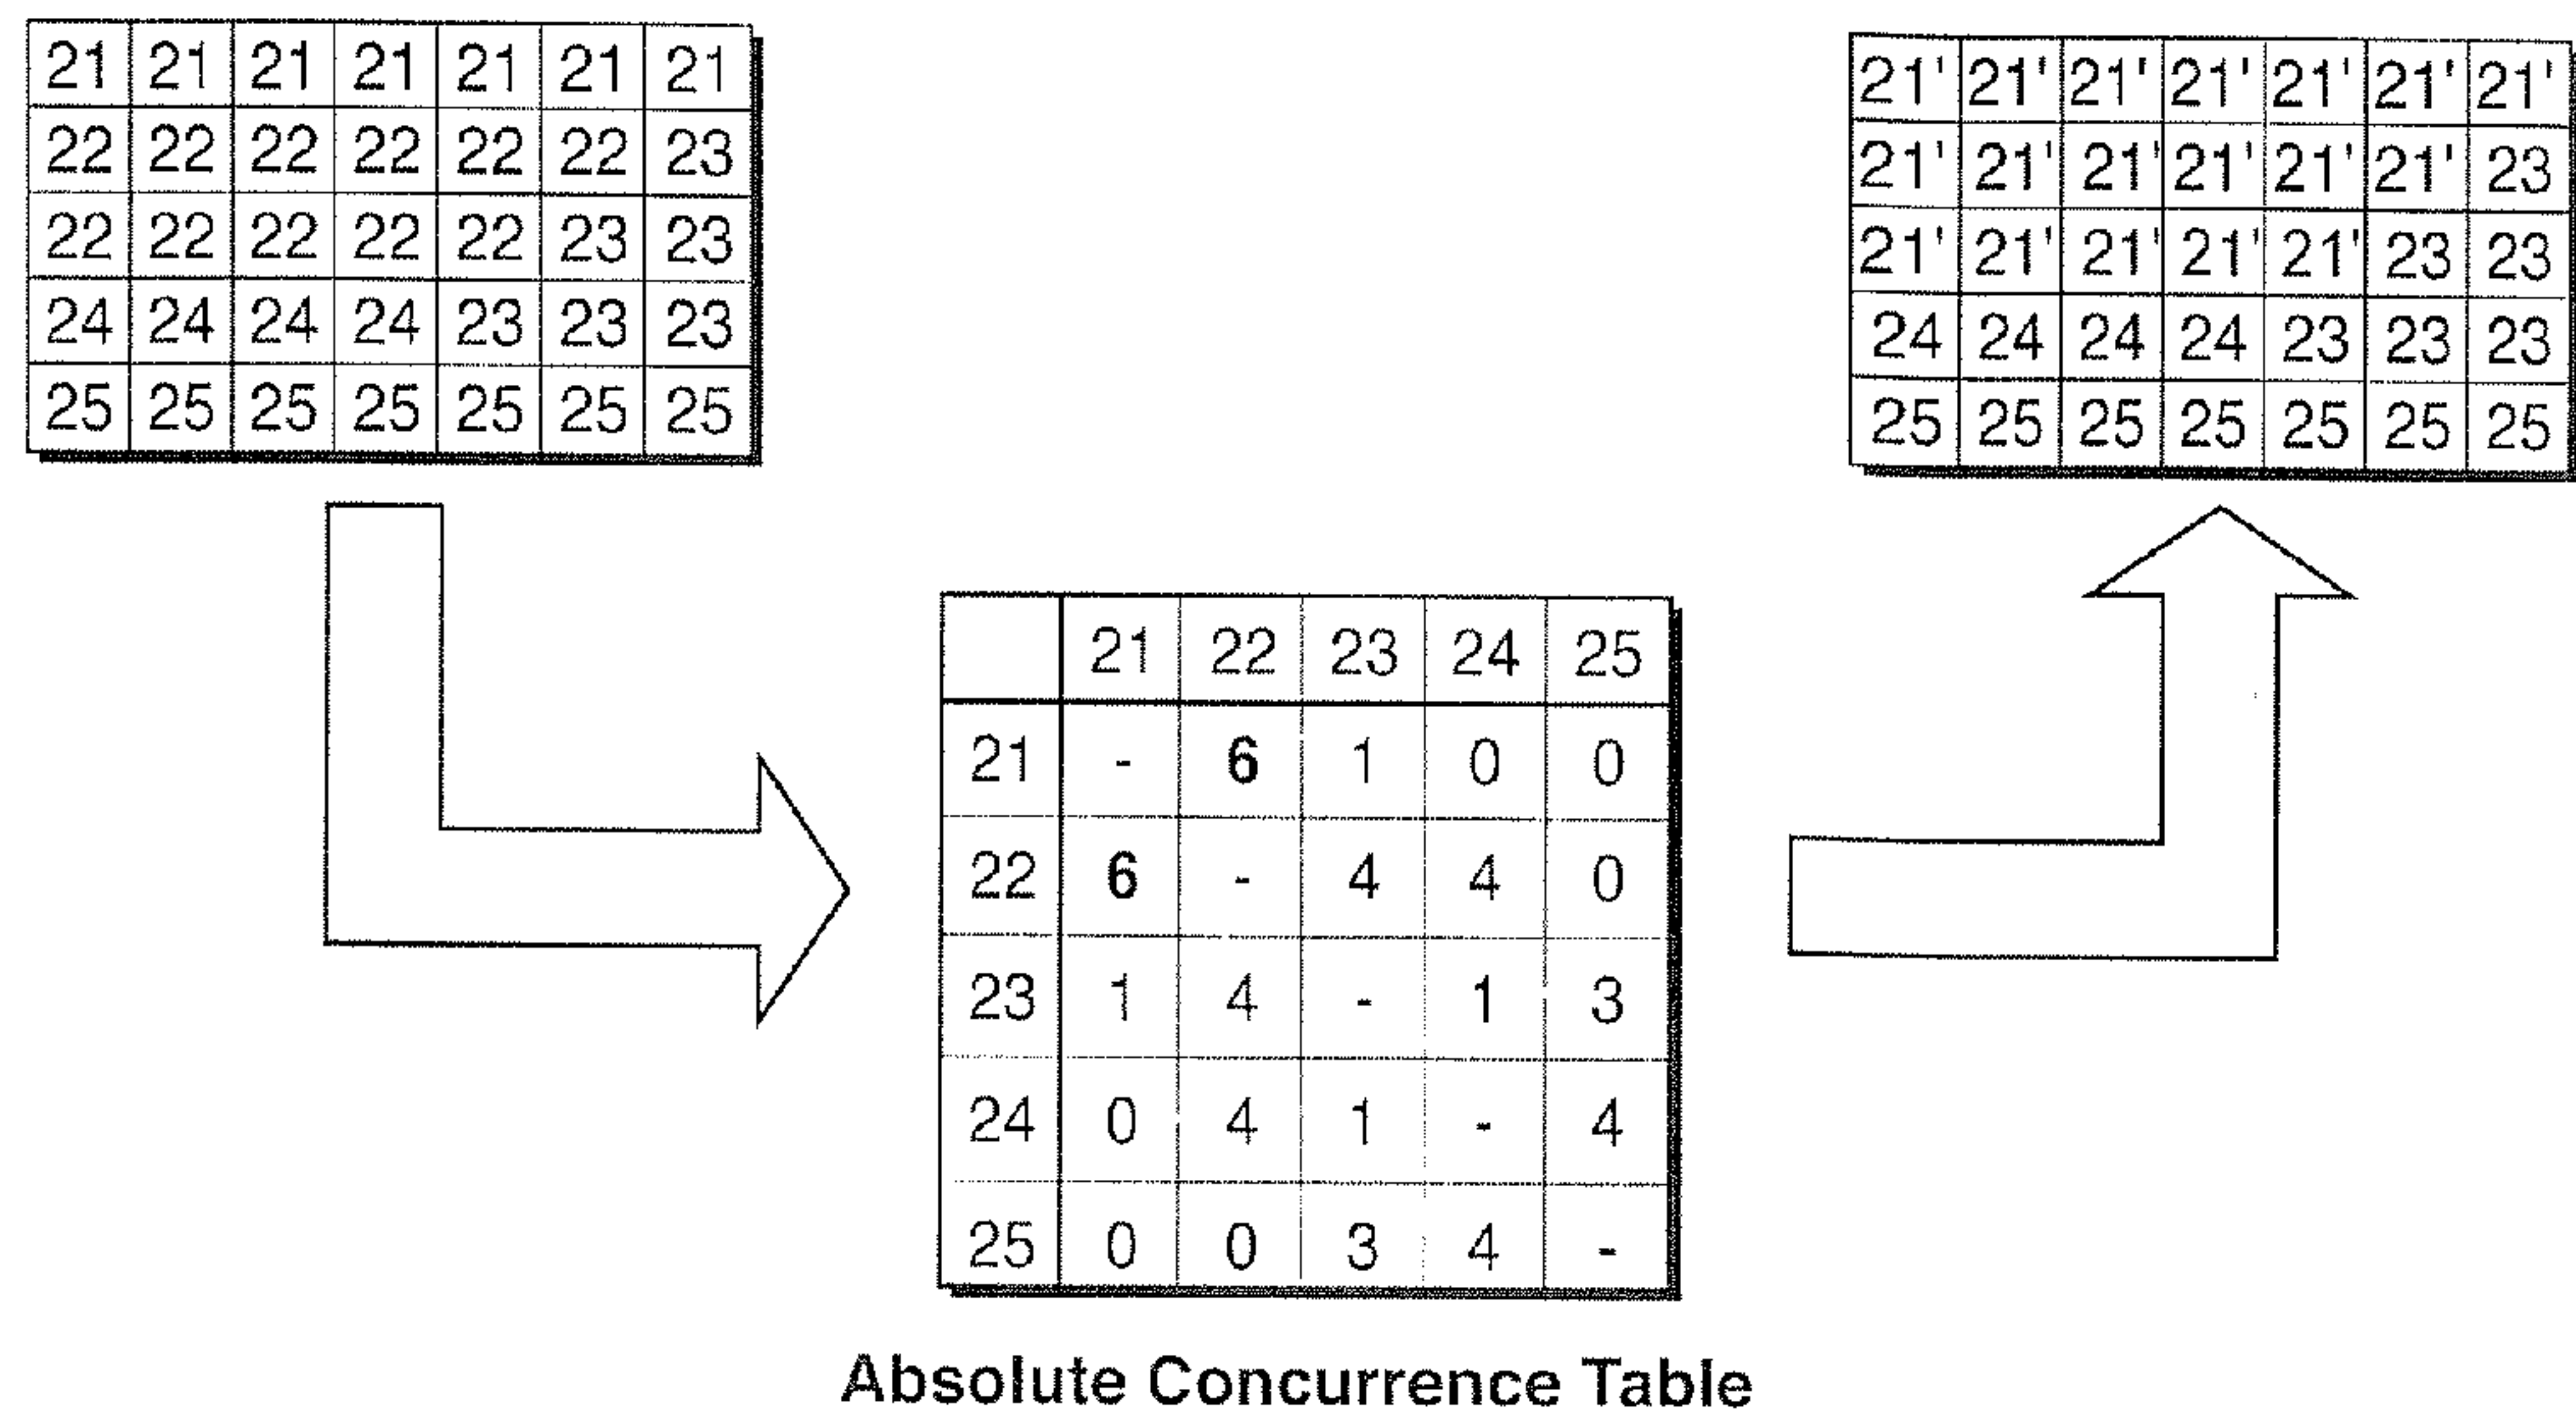 21 21 21 21 21 21 21
22 22 22 22 22 22 23
22 22 22 22 22 23 23
24 24 24 24 23 23 23
25 25 25 25 25 25 25
21' 21' 21' 21' 21' 21' 21'
21' 21' 21' 21' 21' 21' 23
21' 21' 21' 21' 21' 23 23
24 24 24 24 23 23 23
25 25 25 25 25 25 25
21 22 23 24 25
21 - 6 1 0 0
22 6 - 4 4 0
23 1 4 - 1 3
24 0 4 1 - 4
25 0 0 3 4 -
Absolute Concurrence Table